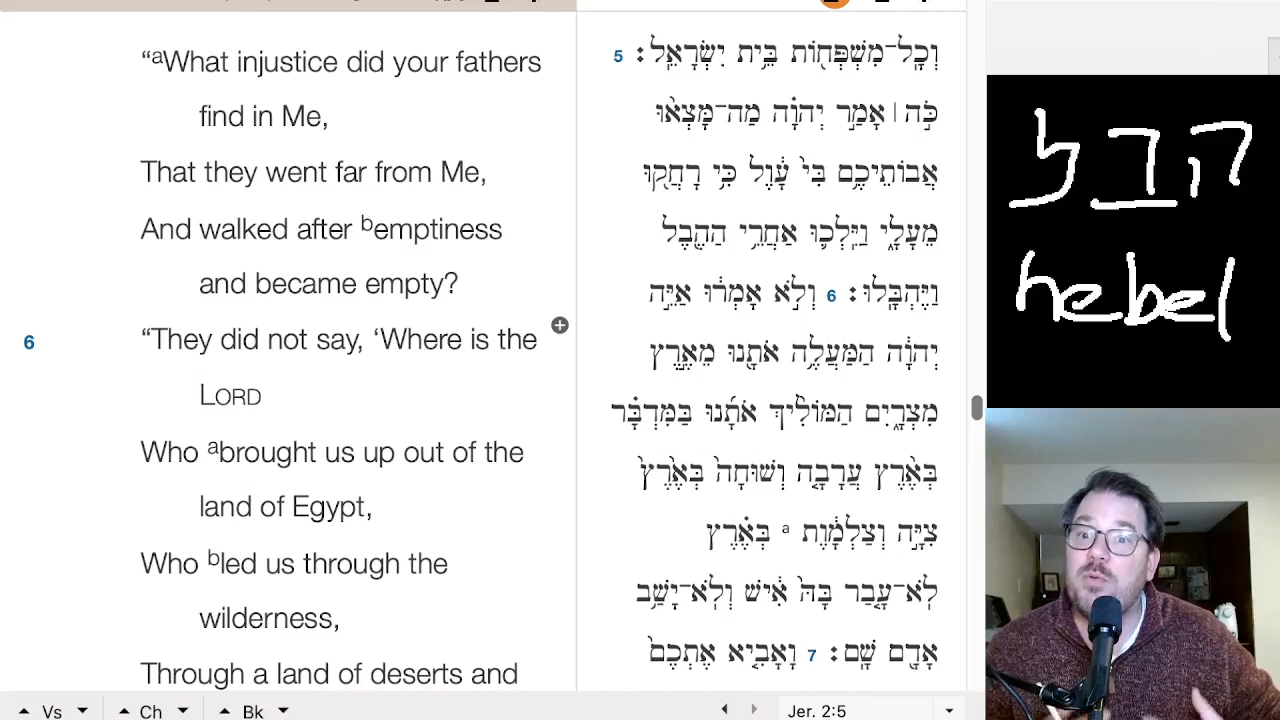 “ᵃWhat injustice did your fathers
find in Me,
That they went far from Me,
And walked after ᵇemptiness
and became empty?
6 “They did not say, ‘Where is the
LORD
Who ᵃbrought us up out of the
land of Egypt,
Who ᵇled us through the
wilderness,
Through a land of deserts and
וְכָֽל־מִשְׁפְּח֖וֹת בֵּ֥ית יִשְׂרָאֵֽל׃ 5
כֹּ֣ה׀ אָמַ֣ר יְהוָ֗ה מַה־מָּצְא֨וּ
אֲבוֹתֵיכֶ֥ם בִּי֙ עָ֔וֶל כִּ֥י רָחֲק֖וּ
מֵעָלָ֑י וַיֵּֽלְכ֛וּ אַחֲרֵ֥י הַהֶ֖בֶל
וַיֶּהְבָּֽלוּ׃ 6 וְלֹ֣א אָמְר֔וּ אַיֵּ֣ה
יְהוָ֔ה הַמַּעֲלֶ֥ה אֹתָ֖נוּ מֵאֶ֣רֶץ
מִצְרָ֑יִם הַמּוֹלִ֨יךְ אֹתָ֜נוּ בַּמִּדְבָּ֗ר
בְּאֶ֨רֶץ עֲרָבָ֤ה וְשׁוּחָה֙ בְּאֶ֙רֶץ֙
צִיָּ֣ה וְצַלְמָ֔וֶת ᵃ בְּאֶ֗רֶץ
לֹֽא־עָ֤בַר בָּהּ֙ אִ֔ישׁ וְלֹֽא־יָשַׁ֥ב
אָדָ֖ם שָֽׁם׃ 7 וָאָבִ֤יא אֶתְכֶם֙
הבל
hebel
Vs Ch Bk Jer. 2:5